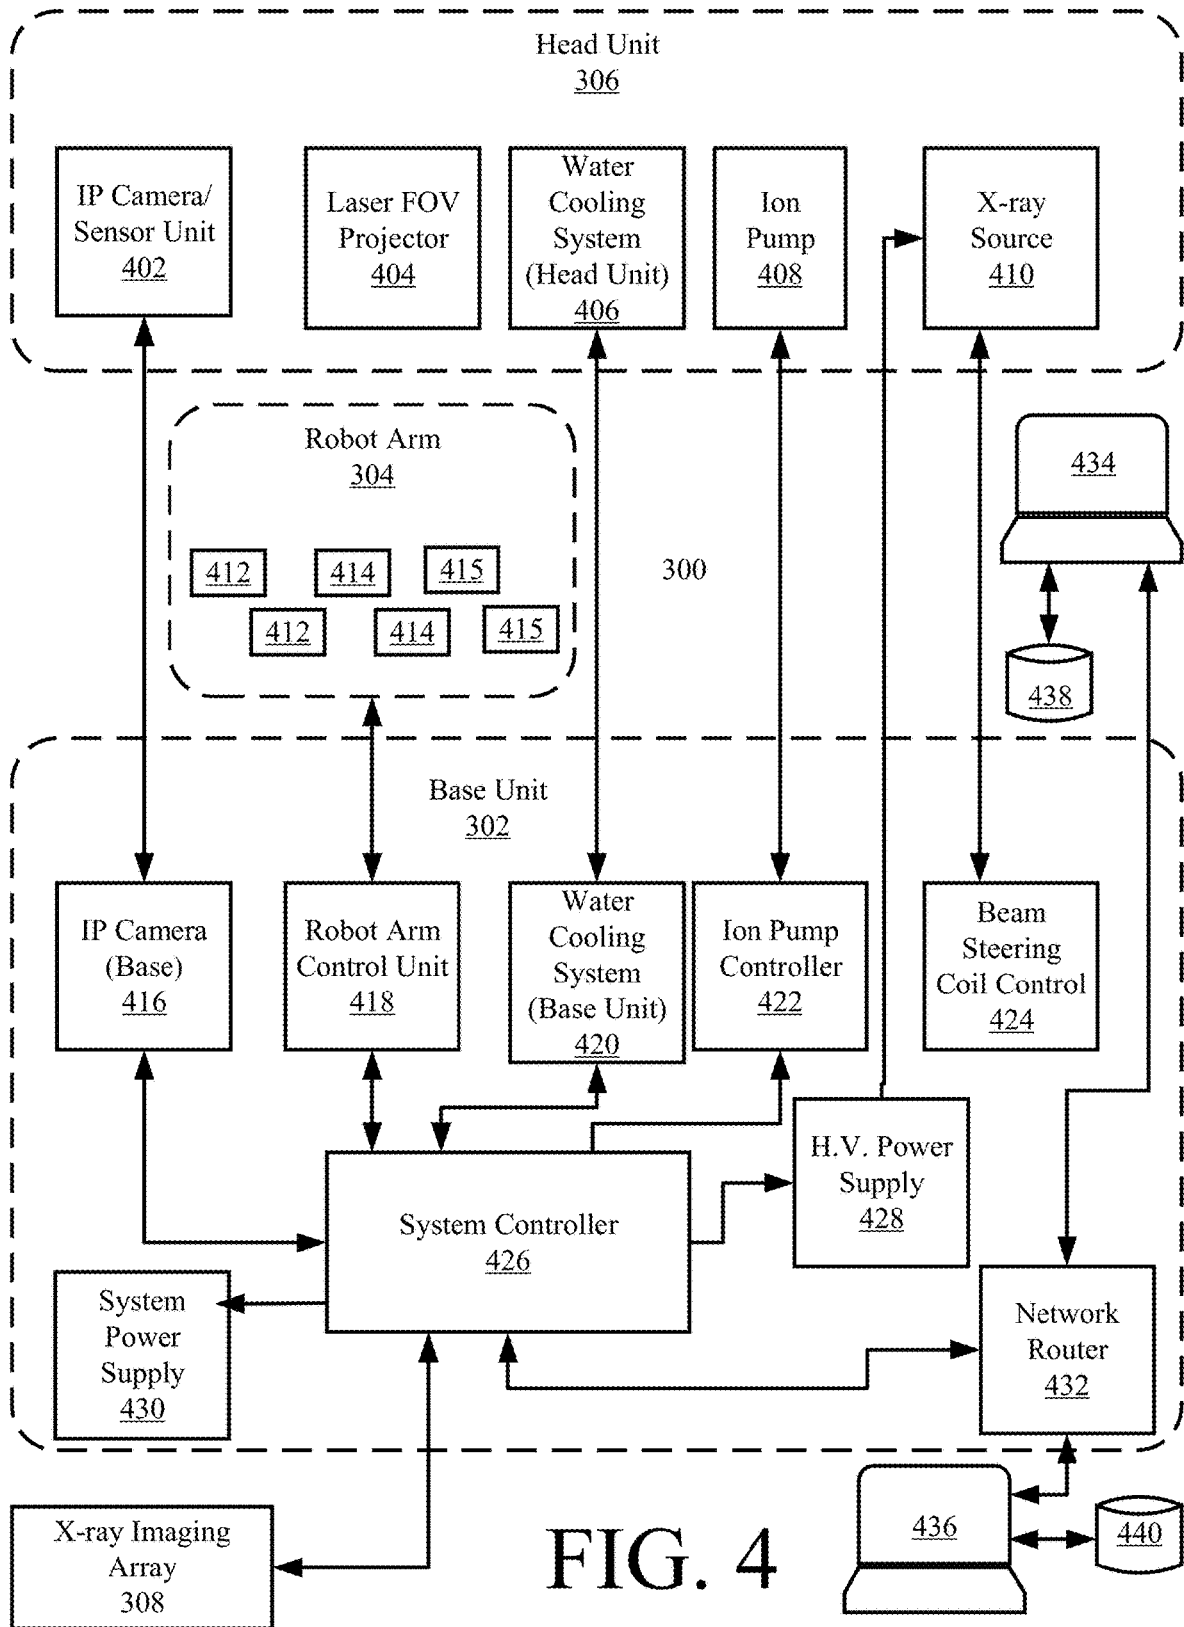 Head Unit
306
IP Camera/
Sensor Unit
402
Laser FOV
Projector
404
Water
Cooling
System
(Head Unit)
406
Ion
Pump
408
X-ray
Source
410
Robot Arm
304
412
414
415
412
414
415
300
434
438
Base Unit
302
IP Camera
(Base)
416
Robot Arm
Control Unit
418
Water
Cooling
System
(Base Unit)
420
Ion Pump
Controller
422
Beam
Steering
Coil Control
424
System Controller
426
H.V. Power
Supply
428
System
Power
Supply
430
Network
Router
432
X-ray Imaging
Array
308
FIG. 4
436
440